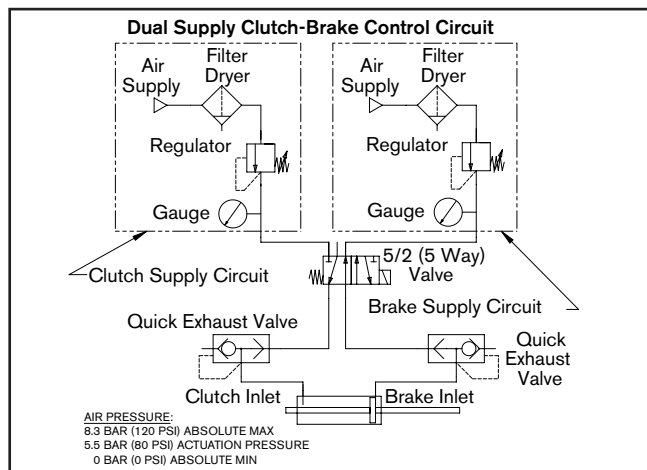 Dual Supply Clutch-Brake Control Circuit
Air
Supply
Filter
Dryer
Regulator
Gauge
Air
Supply
Filter
Dryer
Regulator
Gauge
Clutch Supply Circuit
5/2 (5 Way)
Valve
Brake Supply Circuit
Quick Exhaust Valve
Quick
Exhaust
Valve
Clutch Inlet
Brake Inlet
AIR PRESSURE:
8.3 BAR (120 PSI) ABSOLUTE MAX
5.5 BAR (80 PSI) ACTUATION PRESSURE
0 BAR (0 PSI) ABSOLUTE MIN